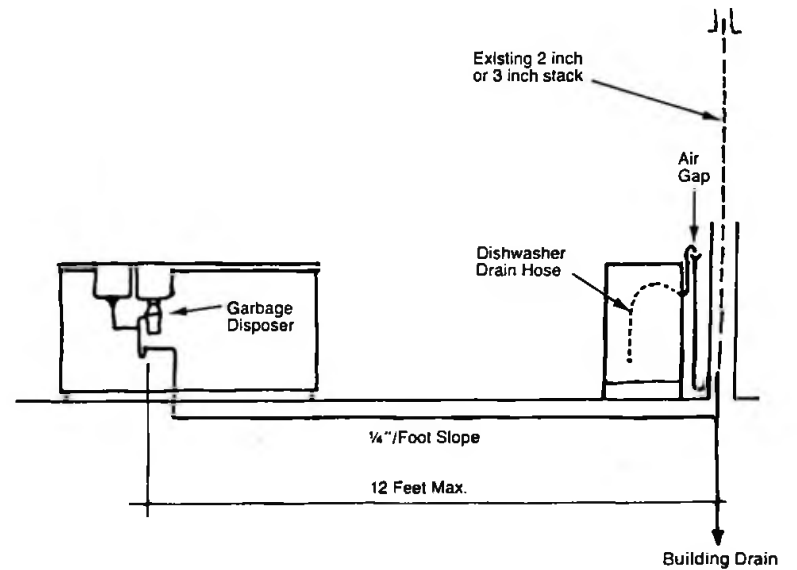 Existing 2 inch
or 3 inch stack
Air
Gap
Dishwasher
Drain Hose
Garbage
Disposer
¼"/Foot Slope
12 Feet Max.
Building Drain